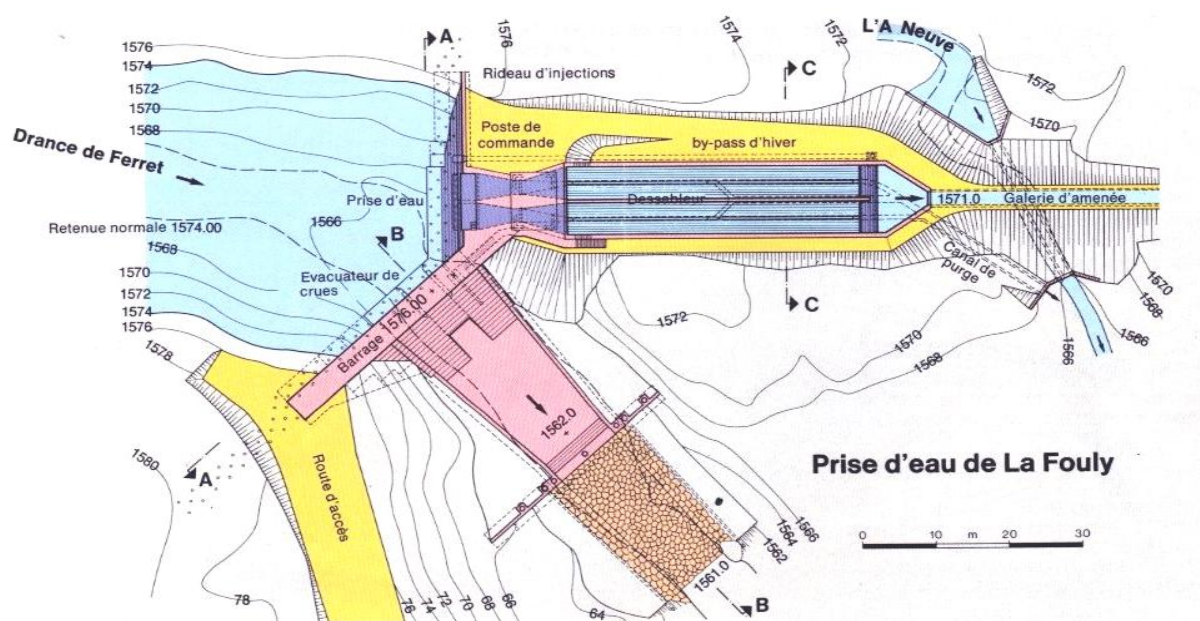 1576
1574
1572
1570
1568
Drance de Ferret
Retenue normale 1574.00
1568
1570
1572
1574
1576
1578
1580
A
Rideau d'injections
1576
1574
1572
C
L'A Neuve
1572
1570
Poste de
commande
by-pass d'hiver
Prise d'eau
1566
B
Evacuateur de
crues
Dessableur
1571.0
Galerie d'amenée
Canal de
purge
1570
1568
1566
1566
C
1572
1570
1568
Barrage 1576.00
1562.0
A
Route d'accès
78
76
74
72
70
68
66
64
1566
1564
1562
1561.0
B
Prise d'eau de La Fouly
0 10 m 20 30